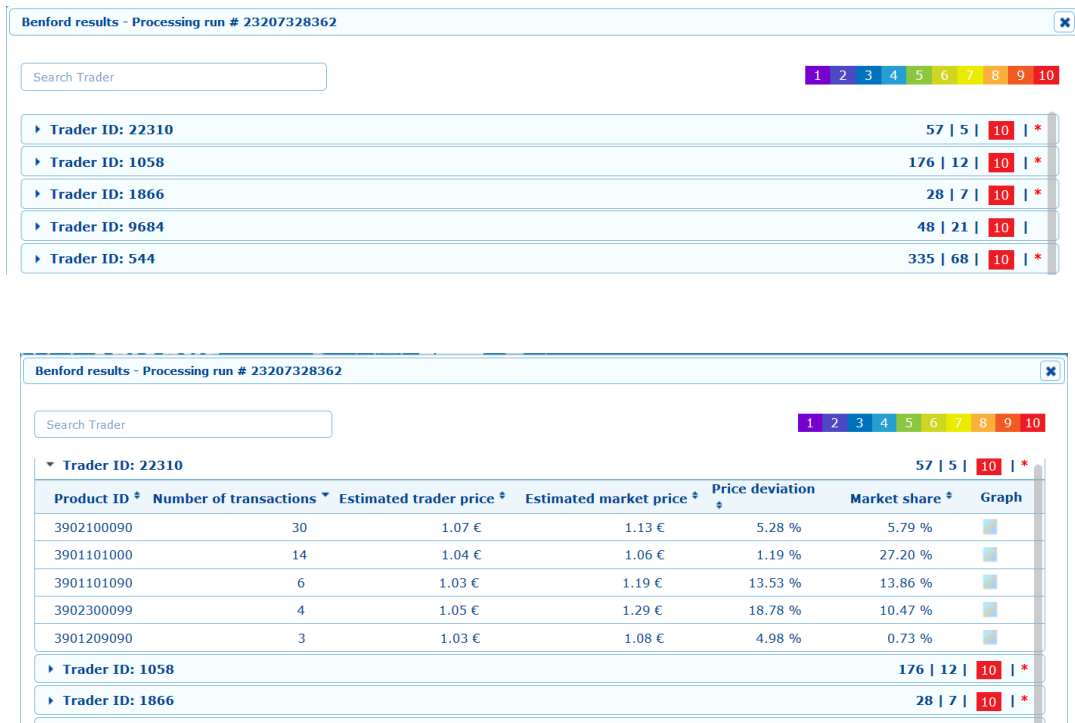 Benford results - Processing run # 23207328362
Search Trader
1 2 3 4 5 6 7 8 9 10
Trader ID: 22310 57 | 5 | 10 | *
Trader ID: 1058 176 | 12 | 10 | *
Trader ID: 1866 28 | 7 | 10 | *
Trader ID: 9684 48 | 21 | 10 |
Trader ID: 544 335 | 68 | 10 | *
Benford results - Processing run # 23207328362
Search Trader
1 2 3 4 5 6 7 8 9 10
Trader ID: 22310 57 | 5 | 10 | *
Product ID Number of transactions Estimated trader price Estimated market price Price deviation Market share Graph
3902100090 30 1.07 € 1.13 € 5.28 % 5.79 %
3901101000 14 1.04 € 1.06 € 1.19 % 27.20 %
3901101090 6 1.03 € 1.19 € 13.53 % 13.86 %
3902300099 4 1.05 € 1.29 € 18.78 % 10.47 %
3901209090 3 1.03 € 1.08 € 4.98 % 0.73 %
Trader ID: 1058 176 | 12 | 10 | *
Trader ID: 1866 28 | 7 | 10 | *